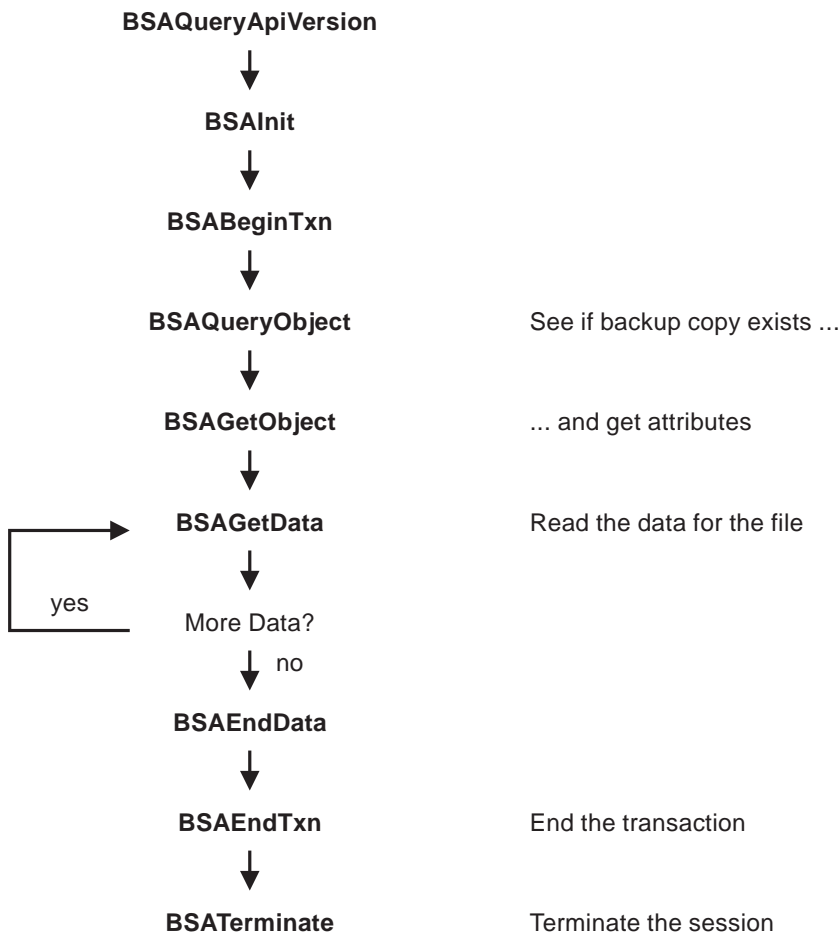 BSAQueryApiVersion
BSAInit
BSABeginTxn
BSAQueryObject See if backup copy exists ...
BSAGetObject ... and get attributes
BSAGetData Read the data for the file
yes
More Data?
no
BSAEndData
BSAEndTxn End the transaction
BSATerminate Terminate the session